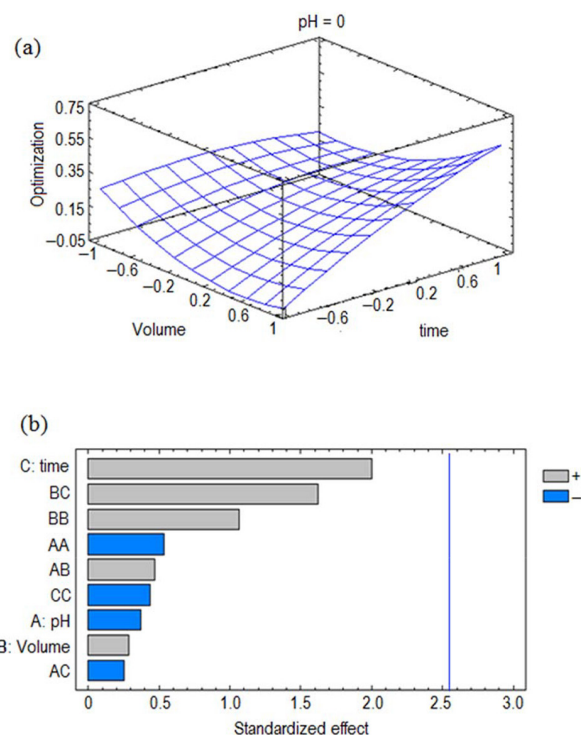 (a)
pH = 0
0.75
0.55
0.35
0.15
–0.05
Optimization
–1
–0.6
–0.2
0.2
0.6
1
Volume
–0.6
–0.2
0.2
0.6
1
time
(b)
C: time
BC
BB
AA
AB
CC
A: pH
B: Volume
AC
+
–
0
0.5
1.0
1.5
2.0
2.5
3.0
Standardized effect